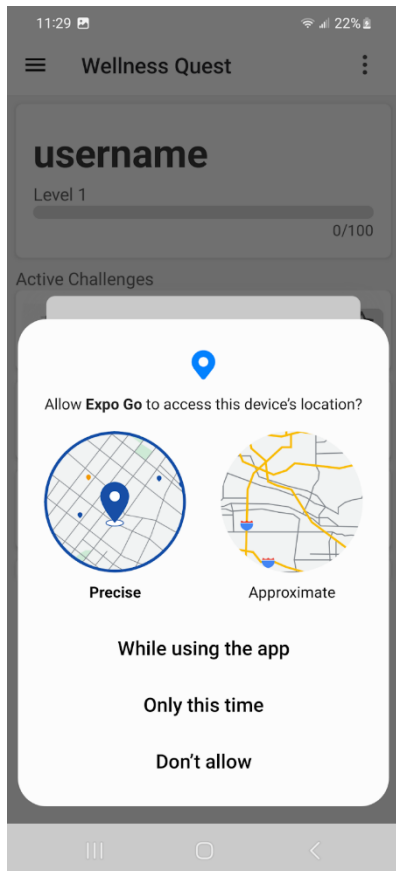 11:29
22%
Wellness Quest
username
Level 1
0/100
Active Challenges
Allow Expo Go to access this device's location?
Precise
Approximate
While using the app
Only this time
Don't allow